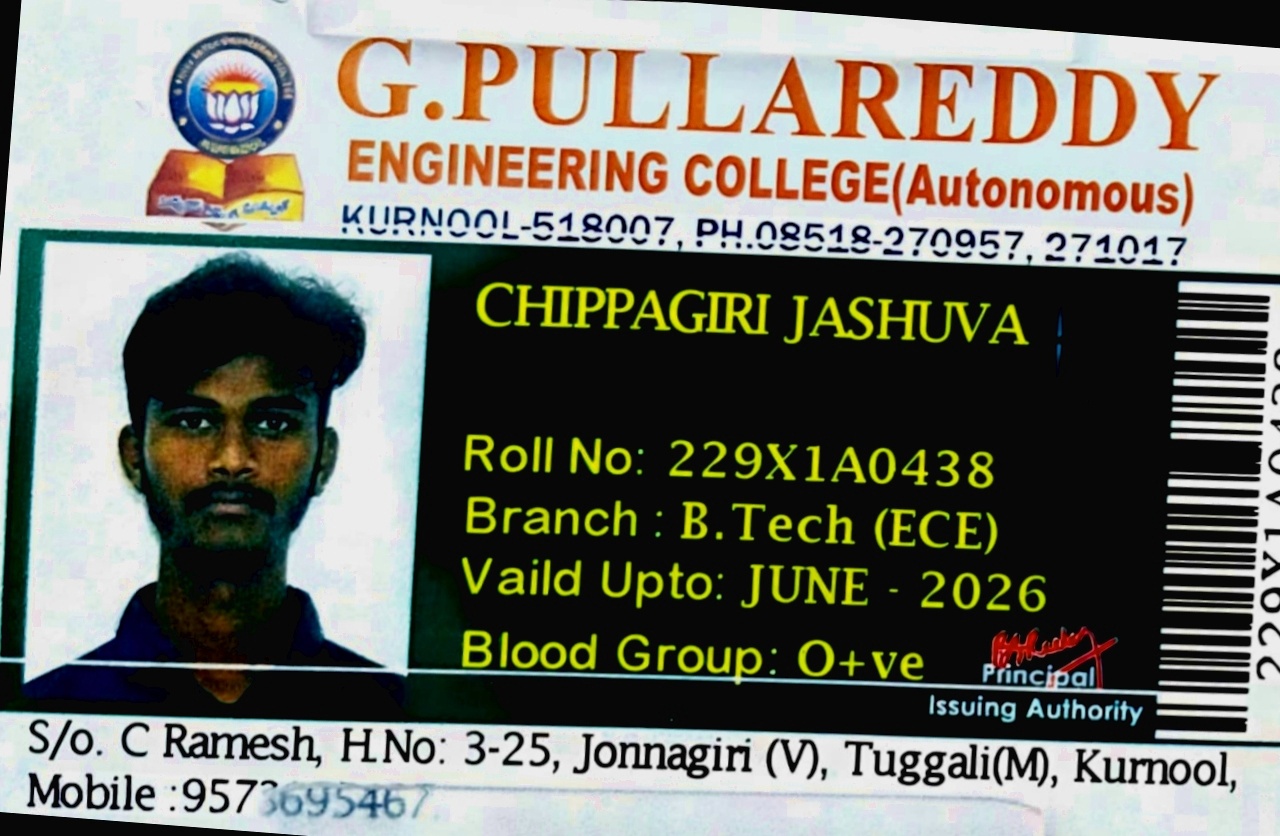 G.PULLAREDDY
ENGINEERING COLLEGE(Autonomous)
KURNOOL-518007, PH.08518-270957, 271017
CHIPPAGIRI JASHUVA
Roll No: 229X1A0438
Branch : B.Tech (ECE)
Vaild Upto: JUNE - 2026
Blood Group: O+ve
Principal
Issuing Authority
229X1A0438
S/o. C Ramesh, H.No: 3-25, Jonnagiri (V), Tuggali(M), Kurnool,
Mobile :9573695467